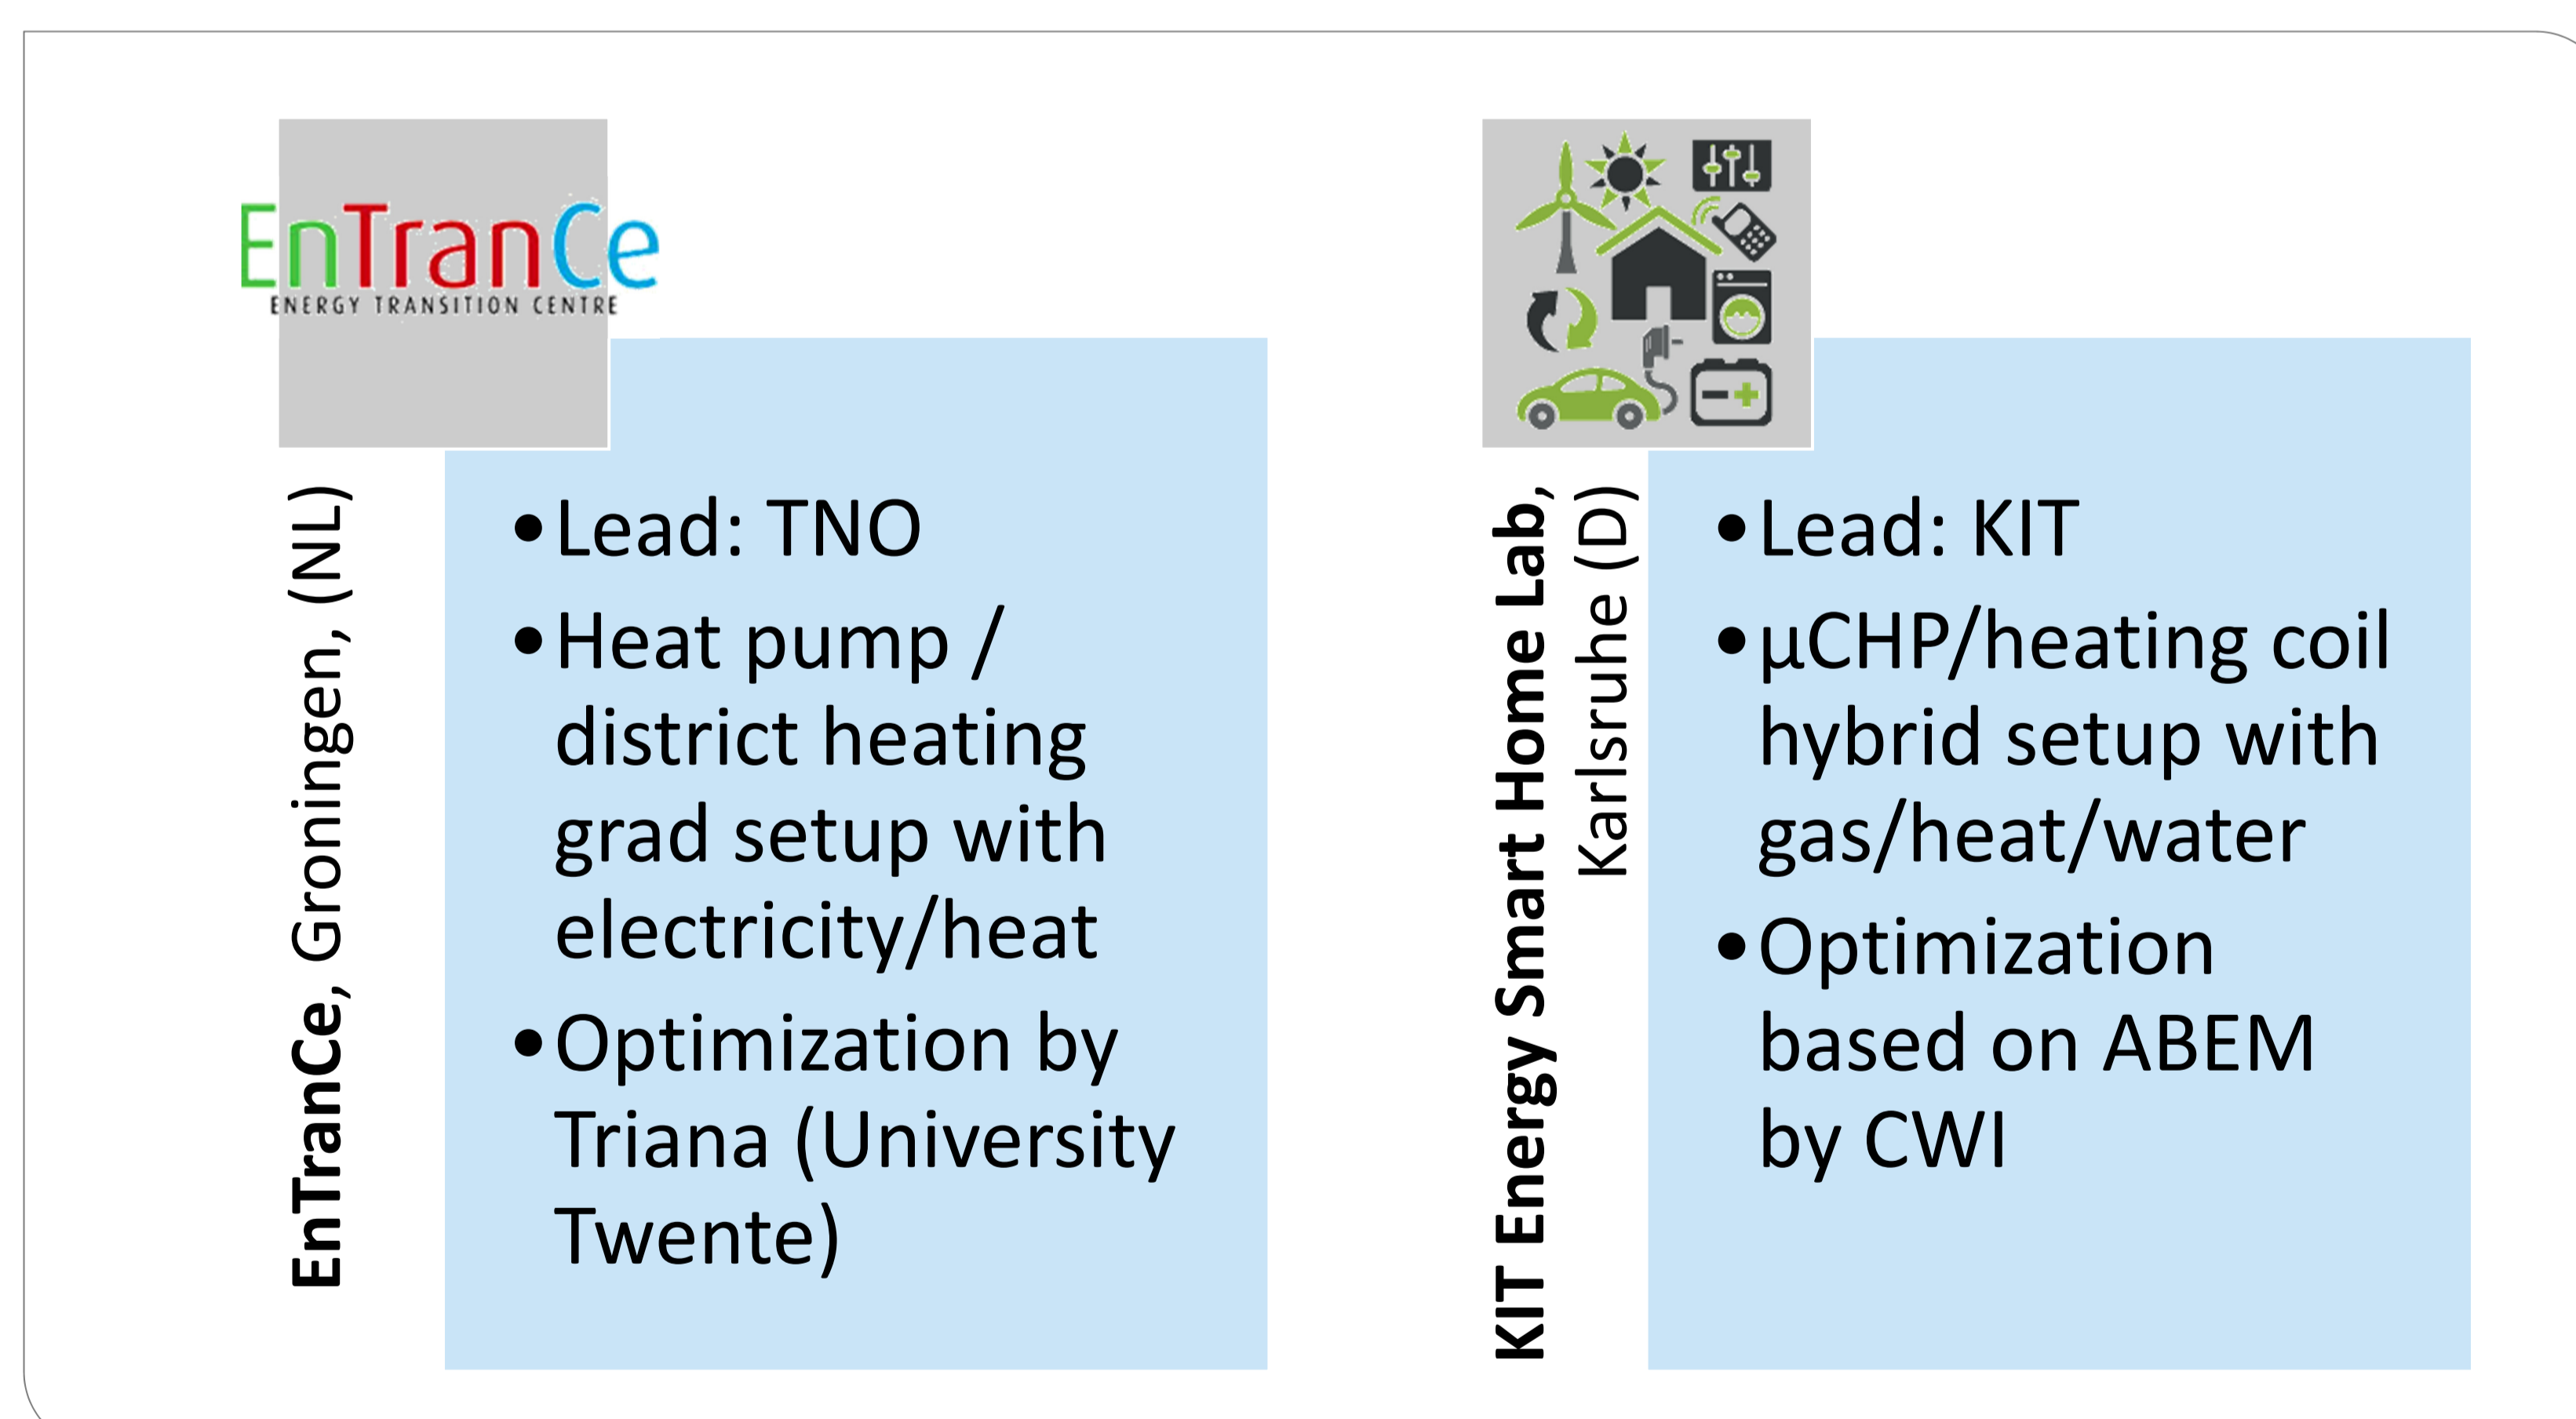 EnTranCe
ENERGY TRANSITION CENTRE
EnTranCe, Groningen, (NL)
•Lead: TNO
•Heat pump /
district heating
grad setup with
electricity/heat
•Optimization by
Triana (University
Twente)
KIT Energy Smart Home Lab,
Karlsruhe (D)
•Lead: KIT
•µCHP/heating coil
hybrid setup with
gas/heat/water
•Optimization
based on ABEM
by CWI